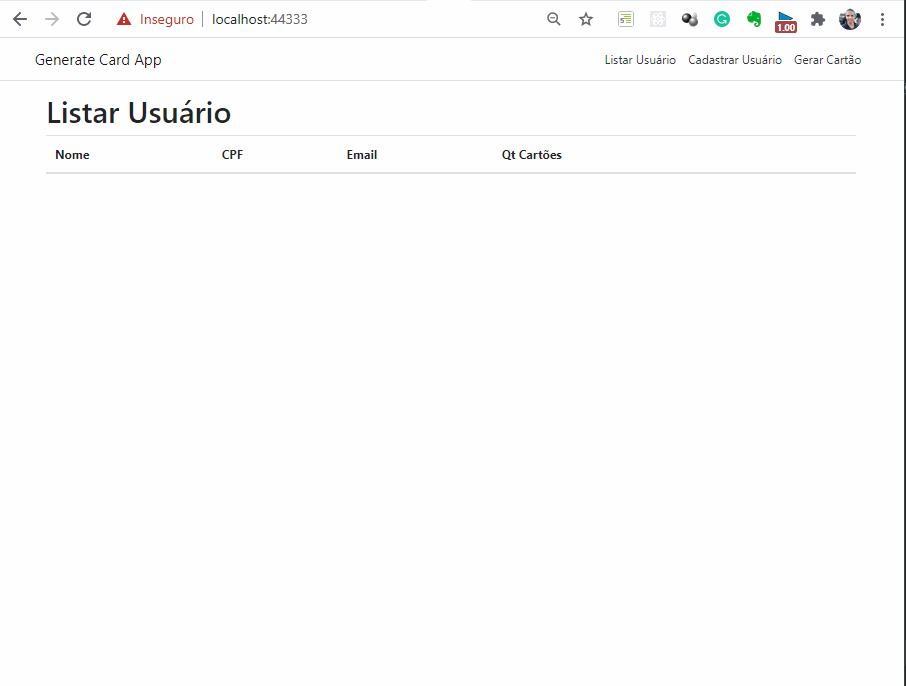 Inseguro | localhost:44333
1.00
Generate Card App Listar Usuário Cadastrar Usuário Gerar Cartão
Listar Usuário
Nome CPF Email Qt Cartões